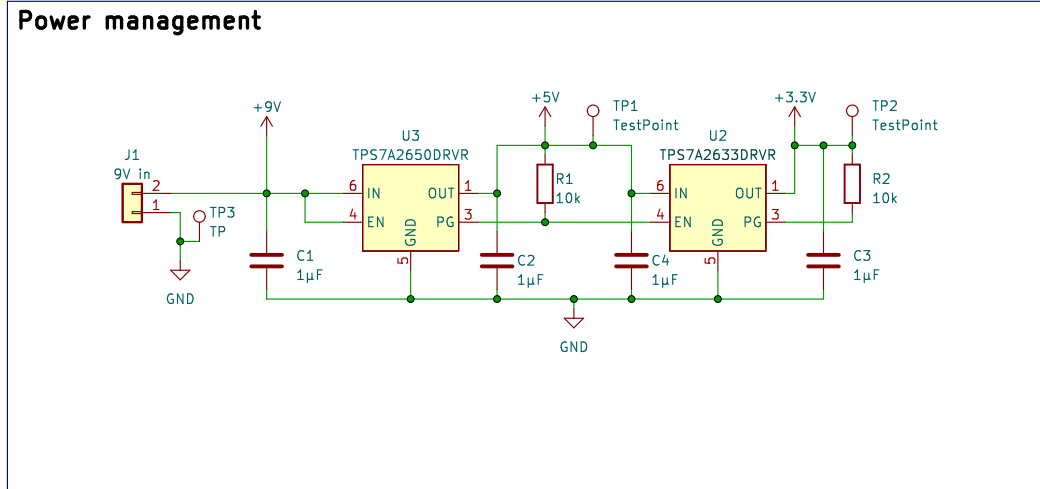 Power management
+9V
+5V
TP1
TestPoint
+3.3V
TP2
TestPoint
J1
9V in
2
1
TP3
TP
GND
U3
TPS7A2650DRVR
6
IN
OUT
1
4
EN
PG
3
GND
5
R1
10k
U2
TPS7A2633DRVR
6
IN
OUT
1
4
EN
PG
3
GND
5
R2
10k
C1
1µF
C2
1µF
C4
1µF
C3
1µF
GND